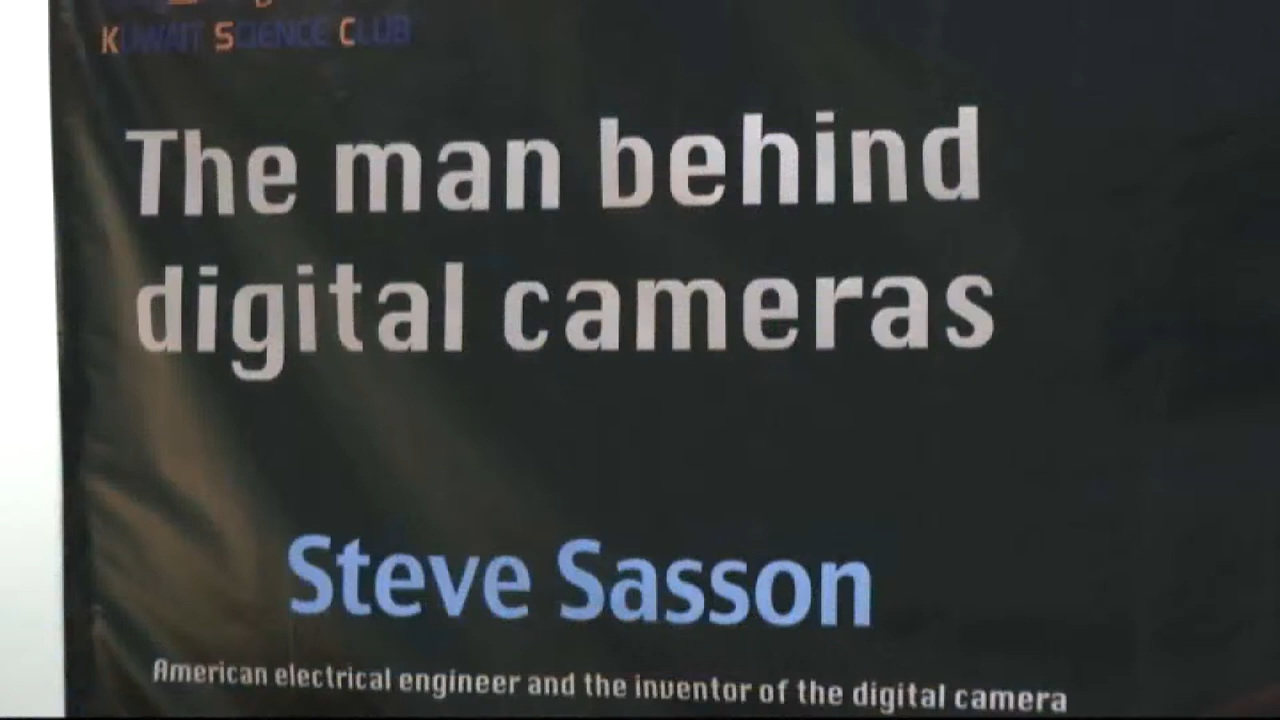 KUWAIT SCIENCE CLUB
The man behind
digital cameras
Steve Sasson
American electrical engineer and the inventor of the digital camera